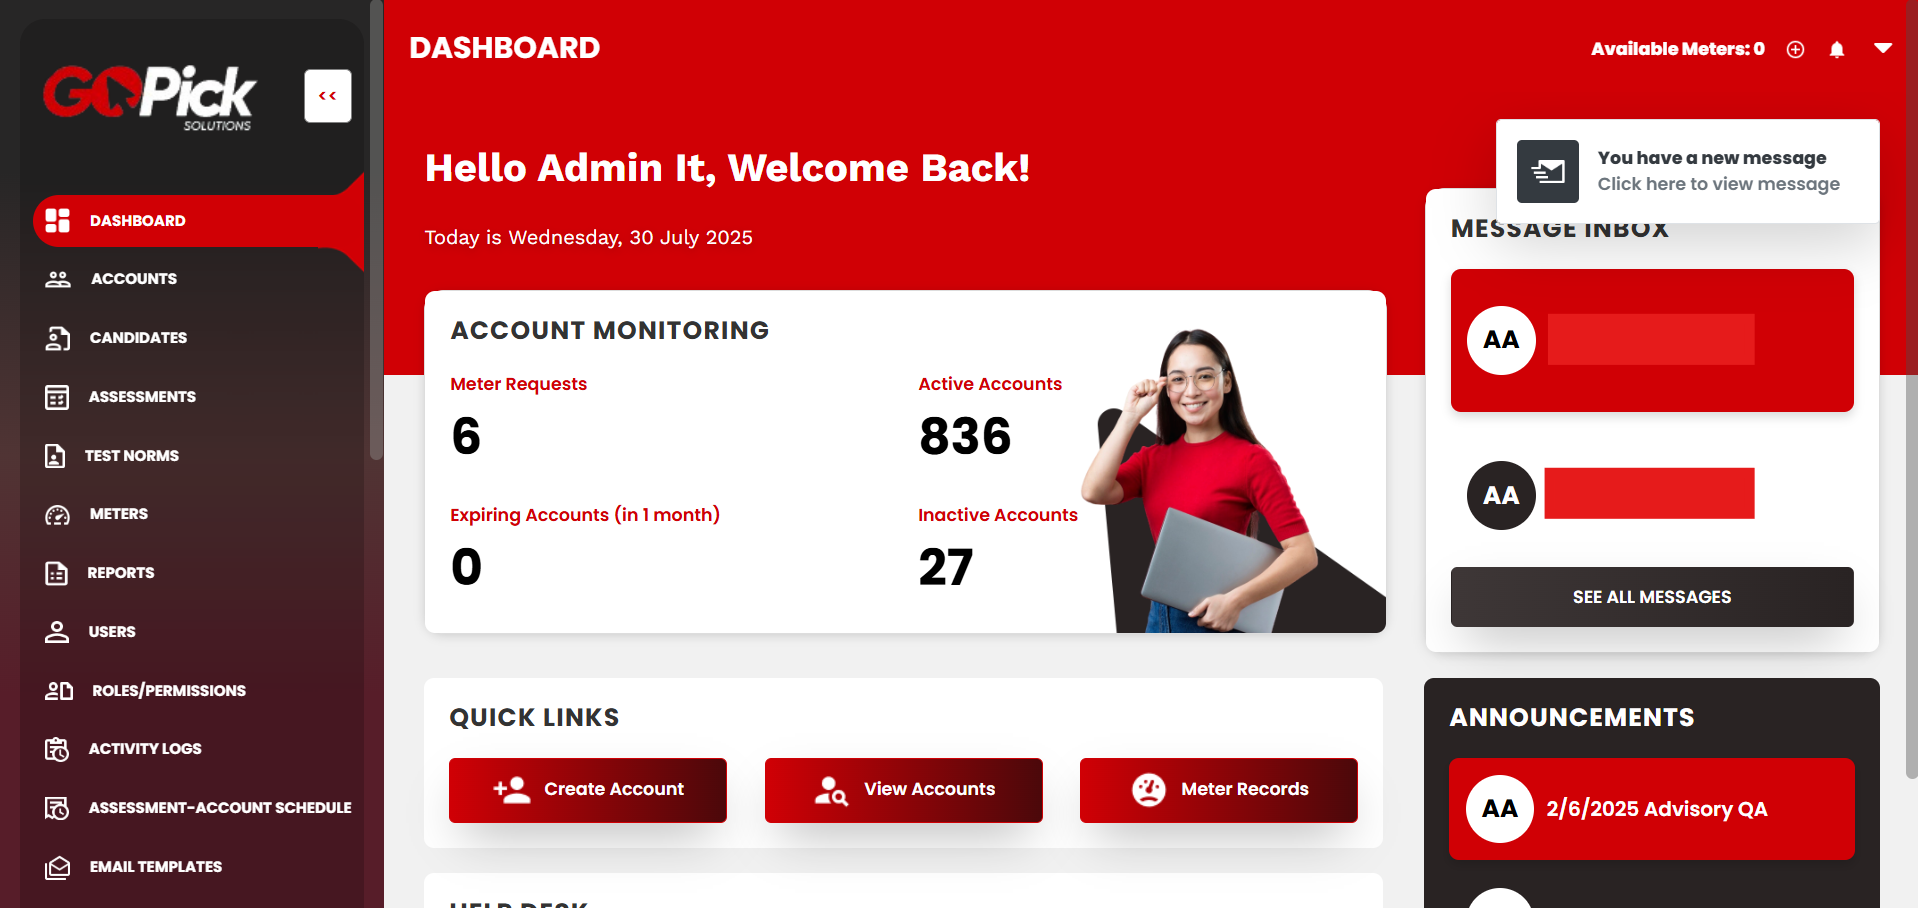 GOPick
SOLUTIONS
<<
DASHBOARD
ACCOUNTS
CANDIDATES
ASSESSMENTS
TEST NORMS
METERS
REPORTS
USERS
ROLES/PERMISSIONS
ACTIVITY LOGS
ASSESSMENT-ACCOUNT SCHEDULE
EMAIL TEMPLATES
DASHBOARD
Available Meters: 0
Hello Admin It, Welcome Back!
Today is Wednesday, 30 July 2025
You have a new message
Click here to view message
ACCOUNT MONITORING
Meter Requests
6
Active Accounts
836
Expiring Accounts (in 1 month)
0
Inactive Accounts
27
MESSAGE INBOX
AA
AA
SEE ALL MESSAGES
QUICK LINKS
Create Account
View Accounts
Meter Records
ANNOUNCEMENTS
AA
2/6/2025 Advisory QA
HELP DESK